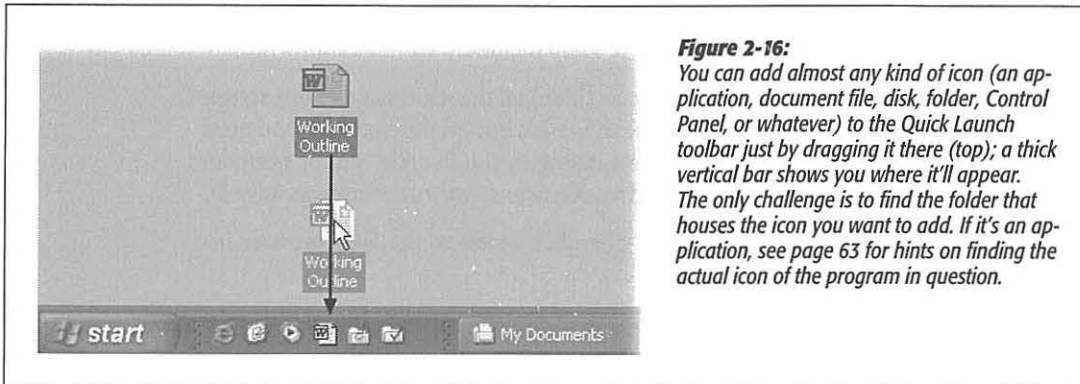 Working
Outline
Working
Outline
start
My Documents
Figure 2-16:
You can add almost any kind of icon (an ap-
plication, document file, disk, folder, Control
Panel, or whatever) to the Quick Launch
toolbar just by dragging it there (top); a thick
vertical bar shows you where it'll appear.
The only challenge is to find the folder that
houses the icon you want to add. If it's an ap-
plication, see page 63 for hints on finding the
actual icon of the program in question.